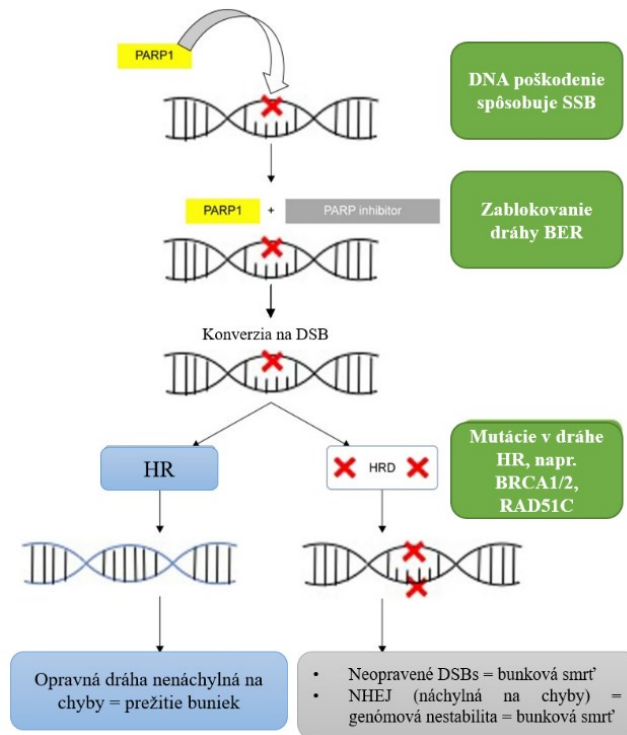 PARP1
DNA poškodenie
spôsobuje SSB
PARP1 + PARP inhibitor
Zablokovanie
dráhy BER
Konverzia na DSB
HR
HRD
Mutácie v dráhe
HR, napr.
BRCA1/2,
RAD51C
Opravná dráha nenáchylná na
chyby = prežitie buniek
• Neopravené DSBs = bunková smrť
• NHEJ (náchylná na chyby) =
genómová nestabilita = bunková smrť